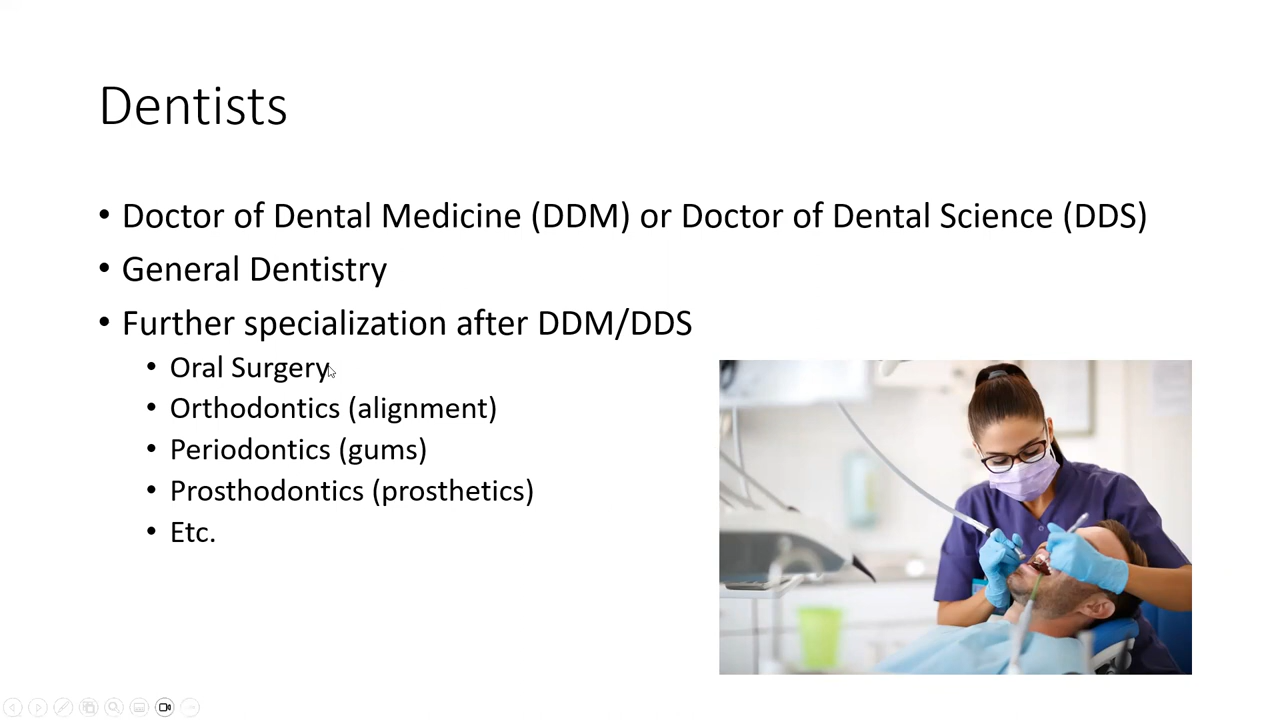 Dentists
• Doctor of Dental Medicine (DDM) or Doctor of Dental Science (DDS)
• General Dentistry
• Further specialization after DDM/DDS
• Oral Surgery
• Orthodontics (alignment)
• Periodontics (gums)
• Prosthodontics (prosthetics)
• Etc.